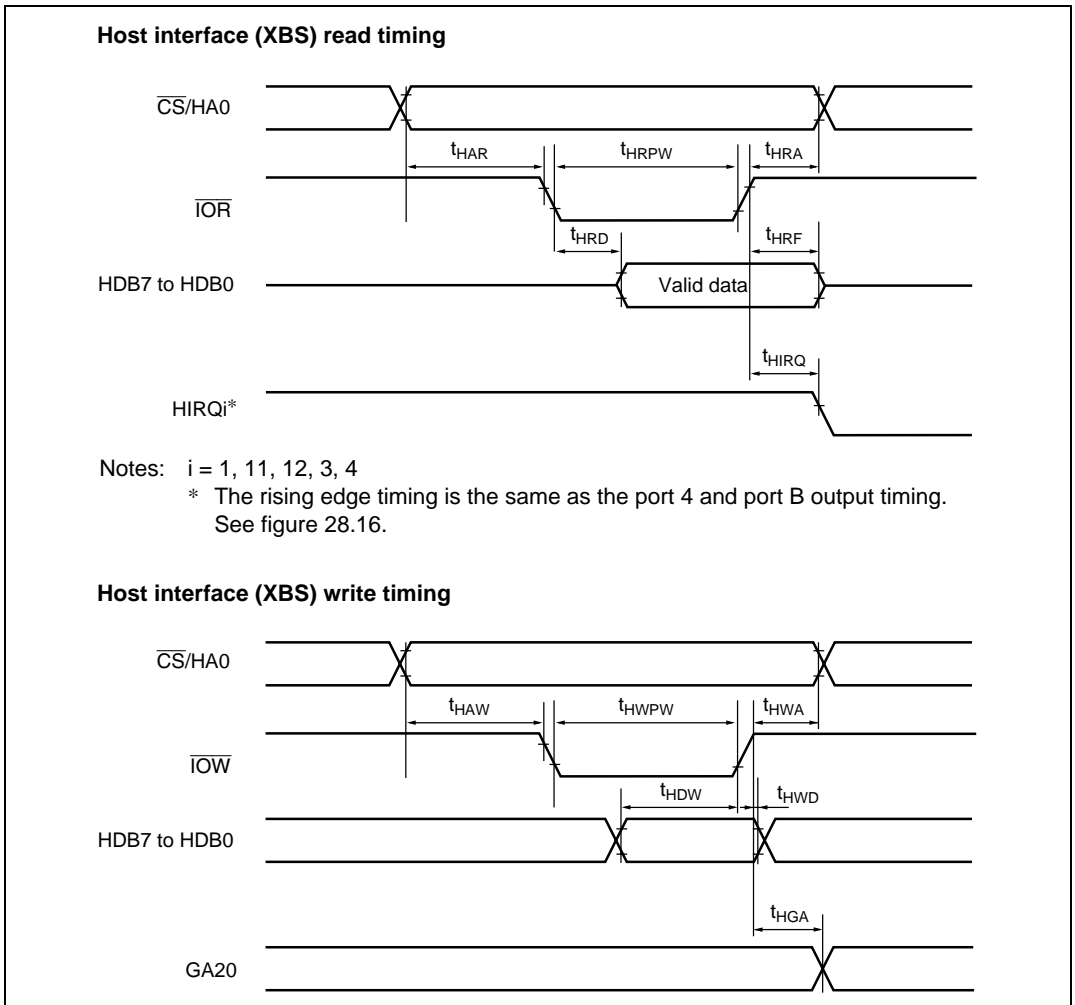 Host interface (XBS) read timing
CS/HA0
tHAR tHRPW tHRA
IOR
tHRD tHRF
HDB7 to HDB0 Valid data
tHIRQ
HIRQi*
Notes: i = 1, 11, 12, 3, 4
* The rising edge timing is the same as the port 4 and port B output timing.
See figure 28.16.
Host interface (XBS) write timing
CS/HA0
tHAW tHWPW tHWA
IOW
tHDW tHWD
HDB7 to HDB0
tHGA
GA20